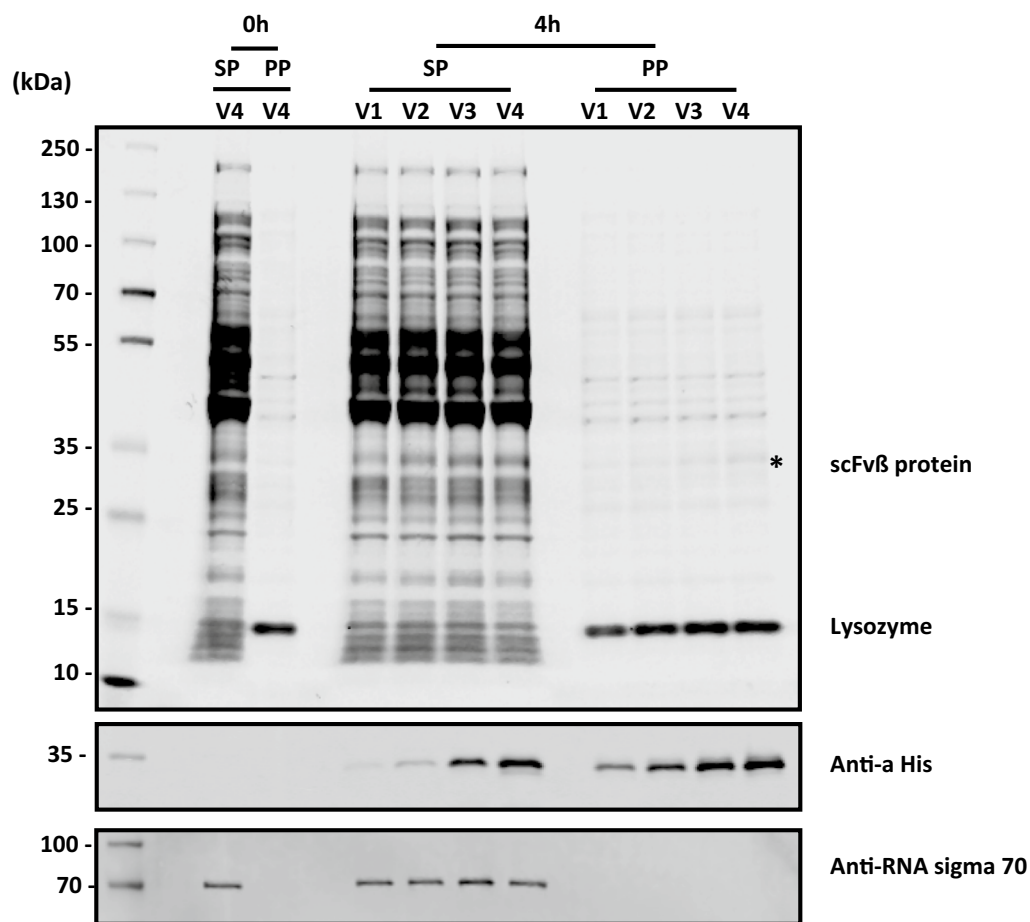 0h 4h
(kDa) SP PP SP PP
V4 V4 V1 V2 V3 V4 V1 V2 V3 V4
250 -
130 -
100 -
70 -
55 -
35 -
* scFvß protein
25 -
15 -
Lysozyme
10 -
35 -
Anti-a His
100 -
Anti-RNA sigma 70
70 -